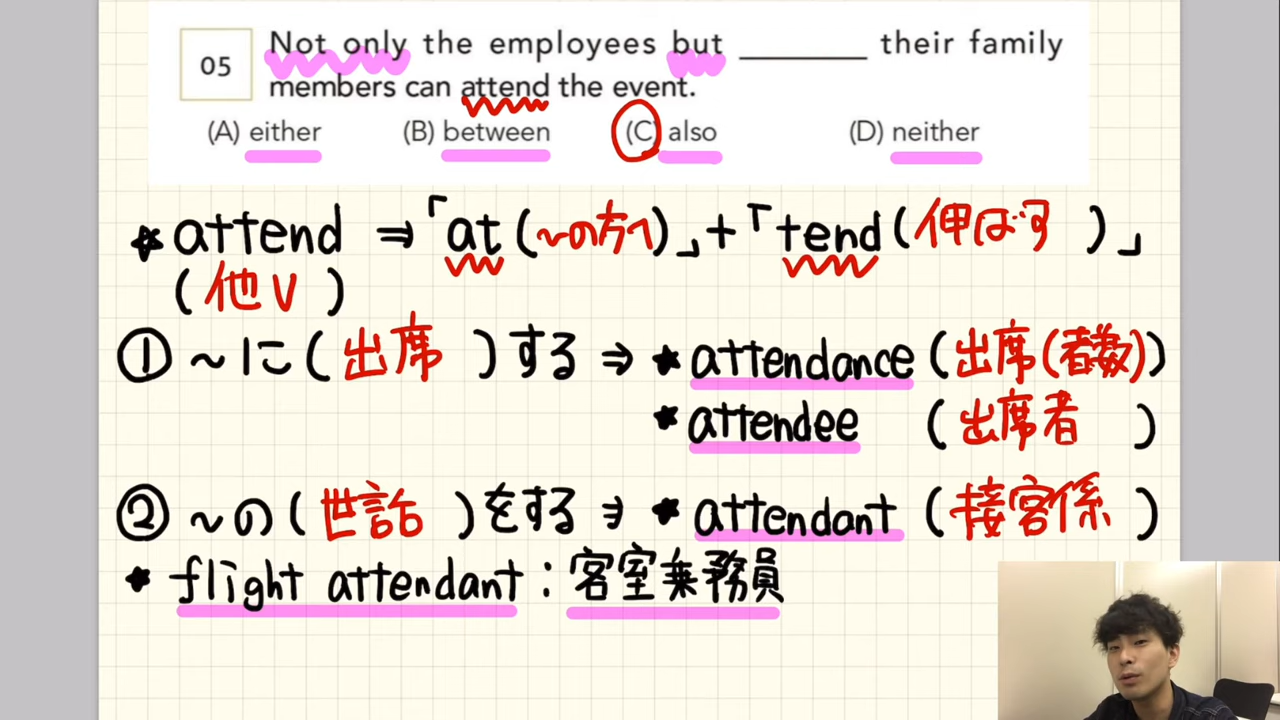 05
Not only the employees but ________ their family
members can attend the event.
(A) either (B) between (C) also (D) neither
★ attend ⇒ 「at (～の方へ)」+「tend (伸ばす)」
(他V)
① ～に(出席)する ⇒ ★ attendance (出席(者数))
★ attendee (出席者)
② ～の(世話)をする ⇒ ★ attendant (接客係)
★ flight attendant : 客室乗務員